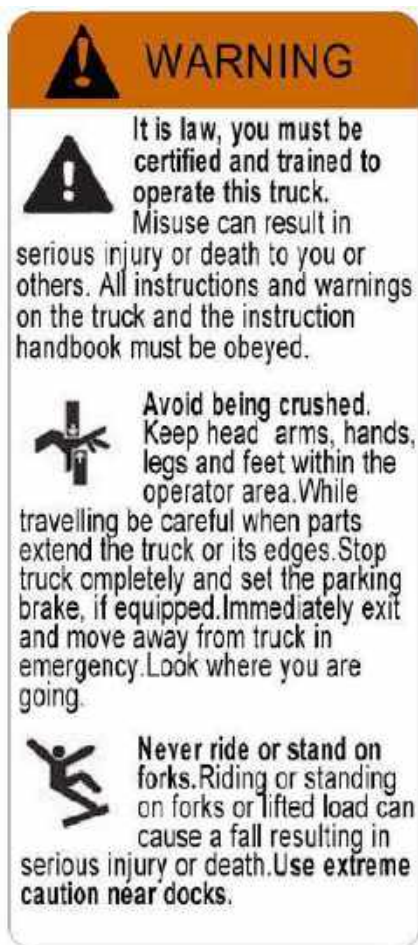 WARNING
It is law, you must be
certified and trained to
operate this truck.
Misuse can result in
serious injury or death to you or
others. All instructions and warnings
on the truck and the instruction
handbook must be obeyed.
Avoid being crushed.
Keep head arms, hands,
legs and feet within the
operator area.While
travelling be careful when parts
extend the truck or its edges.Stop
truck ompletely and set the parking
brake, if equipped.Immediately exit
and move away from truck in
emergency.Look where you are
going.
Never ride or stand on
forks.Riding or standing
on forks or lifted load can
cause a fall resulting in
serious injury or death.Use extreme
caution near docks.